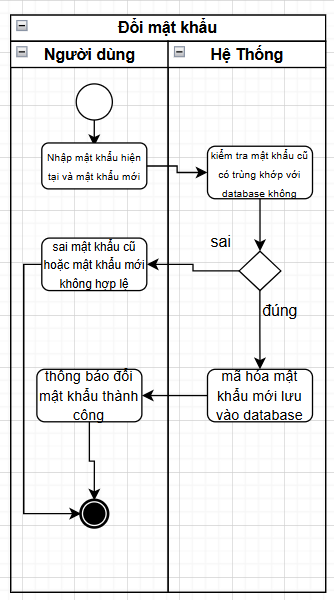 Đổi mật khẩu
Người dùng
Hệ Thống
Nhập mật khẩu hiện
tại và mật khẩu mới
kiểm tra mật khẩu cũ
có trùng khớp với
database không
sai
đúng
sai mật khẩu cũ
hoặc mật khẩu mới
không hợp lệ
mã hóa mật
khẩu mới lưu
vào database
thông báo đổi
mật khẩu thành
công